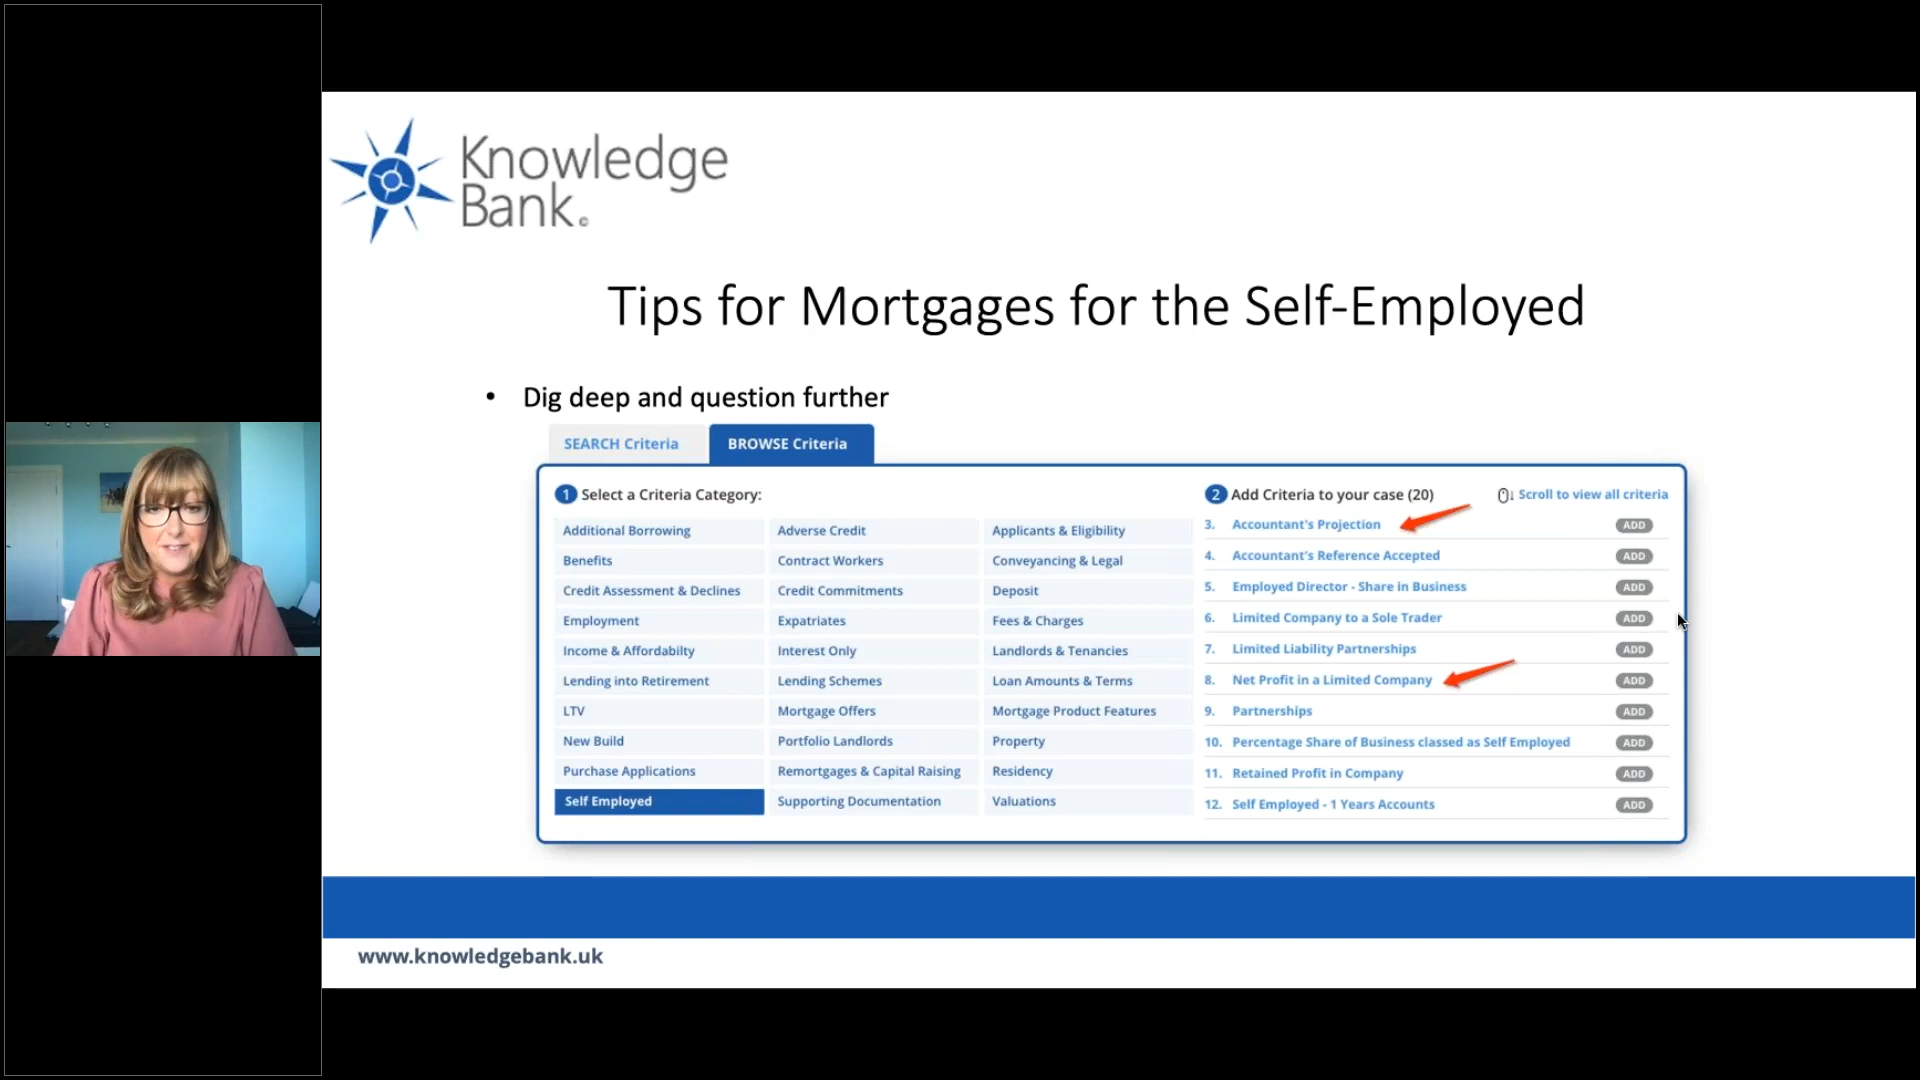 Knowledge
Bank.©
Tips for Mortgages for the Self-Employed
• Dig deep and question further
SEARCH Criteria
BROWSE Criteria
1 Select a Criteria Category:
Additional Borrowing
Adverse Credit
Applicants & Eligibility
Benefits
Contract Workers
Conveyancing & Legal
Credit Assessment & Declines
Credit Commitments
Deposit
Employment
Expatriates
Fees & Charges
Income & Affordabilty
Interest Only
Landlords & Tenancies
Lending into Retirement
Lending Schemes
Loan Amounts & Terms
LTV
Mortgage Offers
Mortgage Product Features
New Build
Portfolio Landlords
Property
Purchase Applications
Remortgages & Capital Raising
Residency
Self Employed
Supporting Documentation
Valuations
2 Add Criteria to your case (20)
Scroll to view all criteria
3. Accountant's Projection ADD
4. Accountant's Reference Accepted ADD
5. Employed Director - Share in Business ADD
6. Limited Company to a Sole Trader ADD
7. Limited Liability Partnerships ADD
8. Net Profit in a Limited Company ADD
9. Partnerships ADD
10. Percentage Share of Business classed as Self Employed ADD
11. Retained Profit in Company ADD
12. Self Employed - 1 Years Accounts ADD
www.knowledgebank.uk